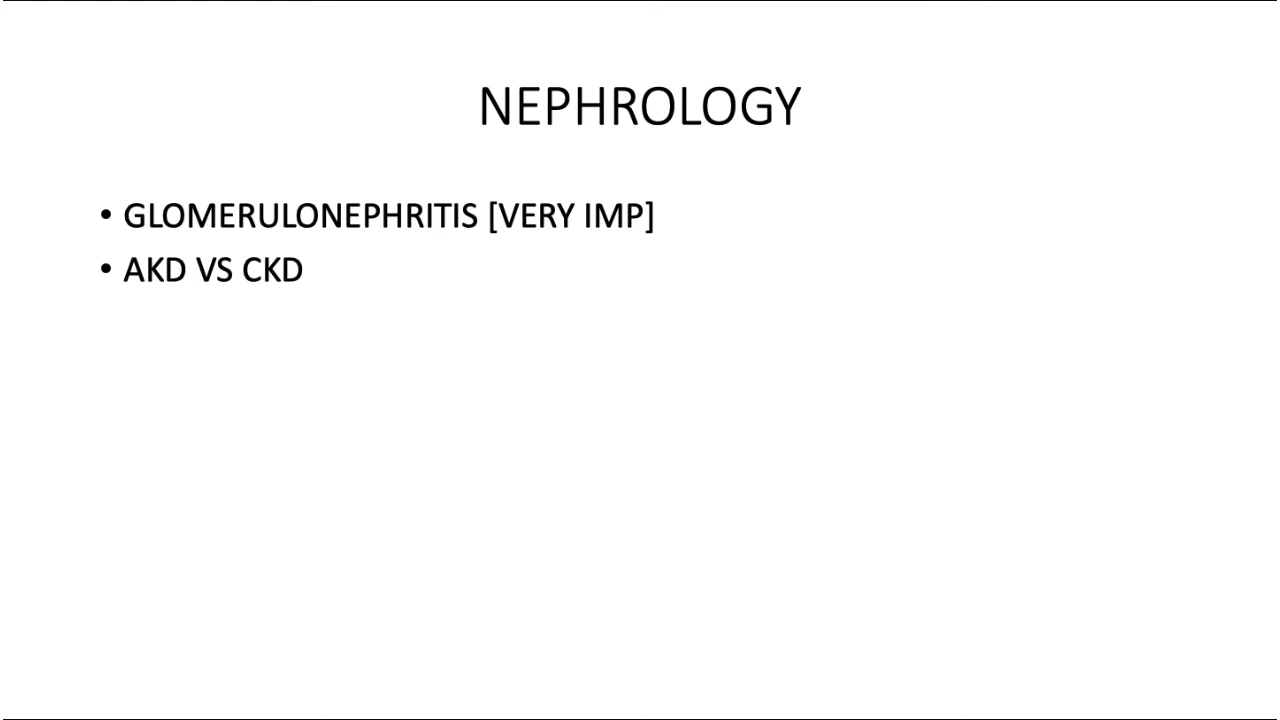 NEPHROLOGY
• GLOMERULONEPHRITIS [VERY IMP]
• AKD VS CKD